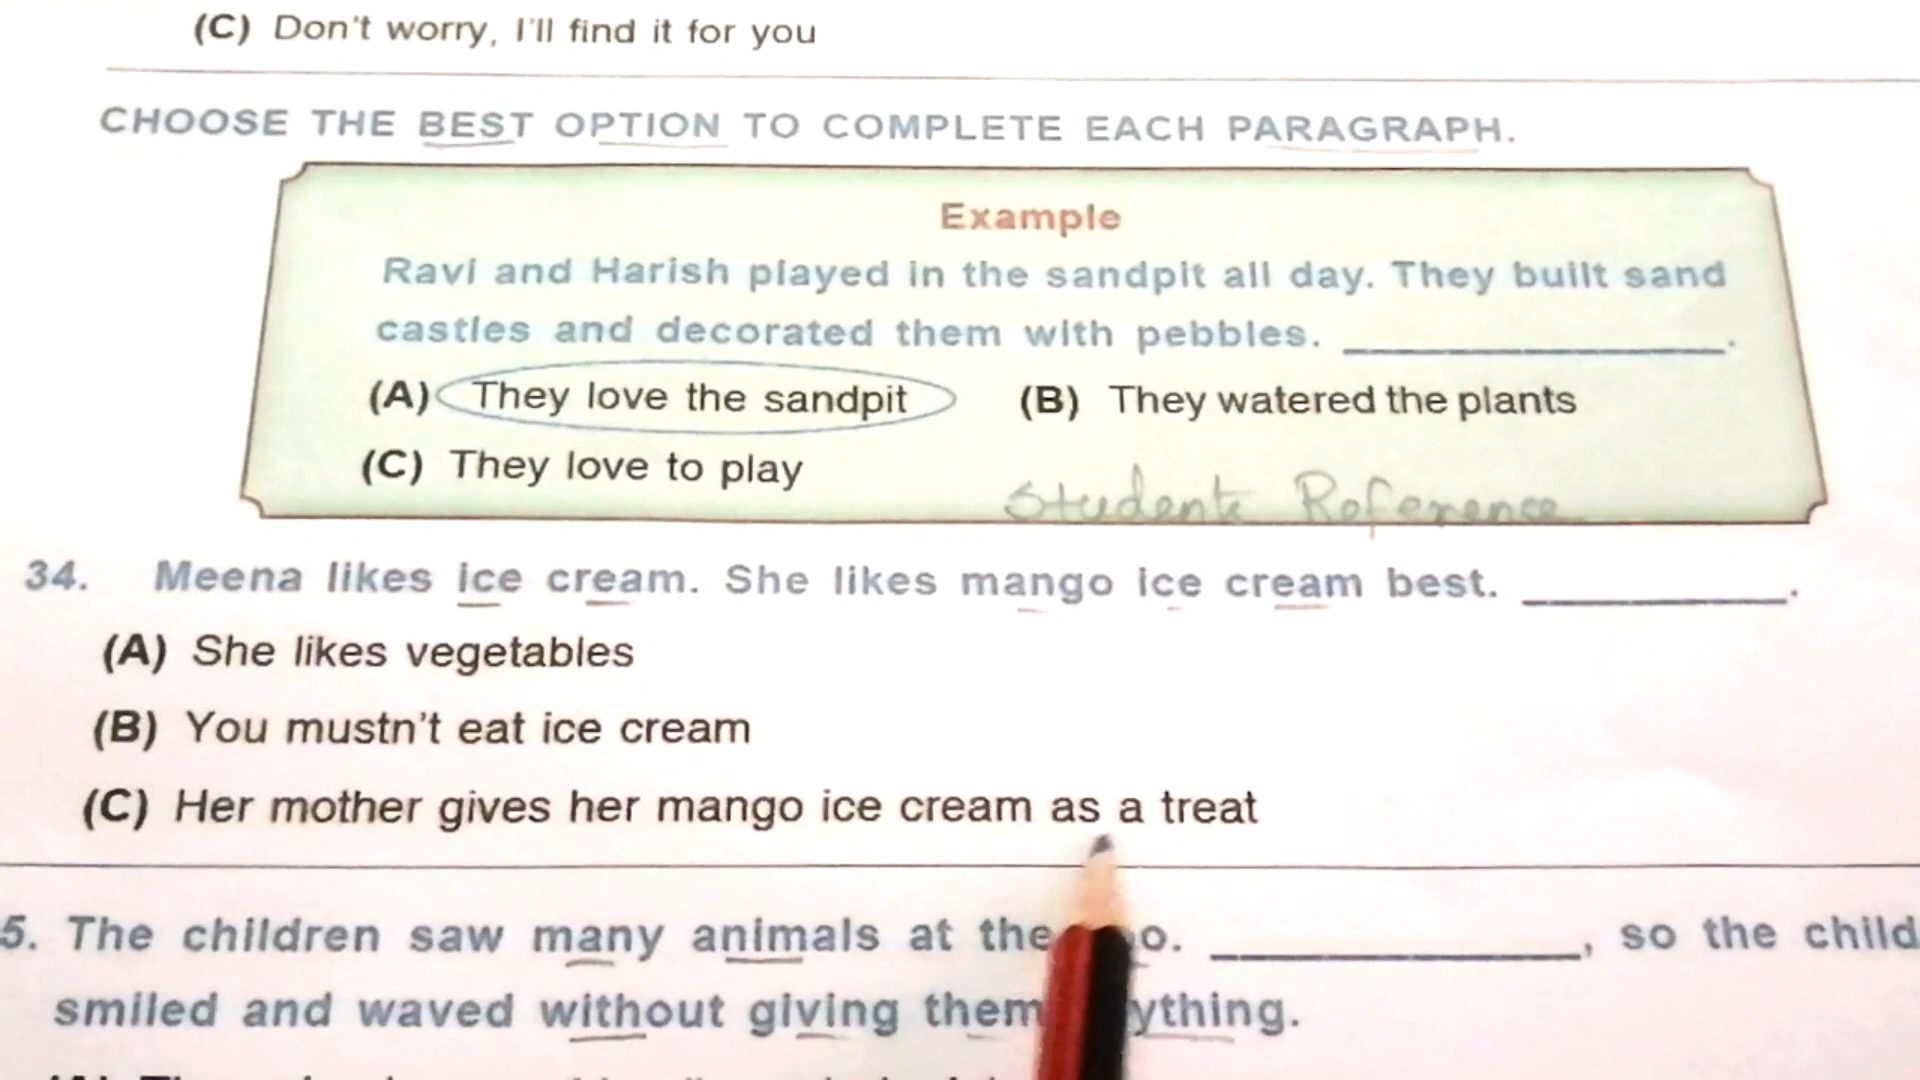 (C) Don't worry, I'll find it for you
CHOOSE THE BEST OPTION TO COMPLETE EACH PARAGRAPH.
Example
Ravi and Harish played in the sandpit all day. They built sand
castles and decorated them with pebbles. ____________.
(A) They love the sandpit (B) They watered the plants
(C) They love to play
Students Reference
34. Meena likes ice cream. She likes mango ice cream best. ____________.
(A) She likes vegetables
(B) You mustn't eat ice cream
(C) Her mother gives her mango ice cream as a treat
5. The children saw many animals at the o. ____________, so the child
smiled and waved without giving them ything.